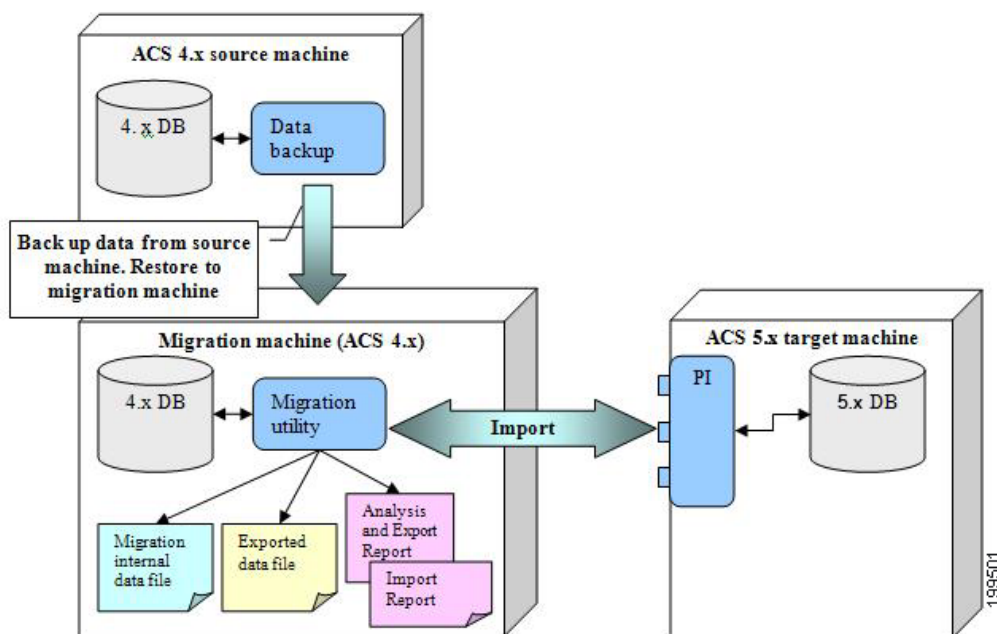 ACS 4.x source machine
4. x DB
Data
backup
Back up data from source
machine. Restore to
migration machine
Migration machine (ACS 4.x)
4.x DB
Migration
utility
Import
ACS 5.x target machine
PI
5.x DB
Migration
internal
data file
Exported
data file
Analysis
and Export
Report
Import
Report
199501